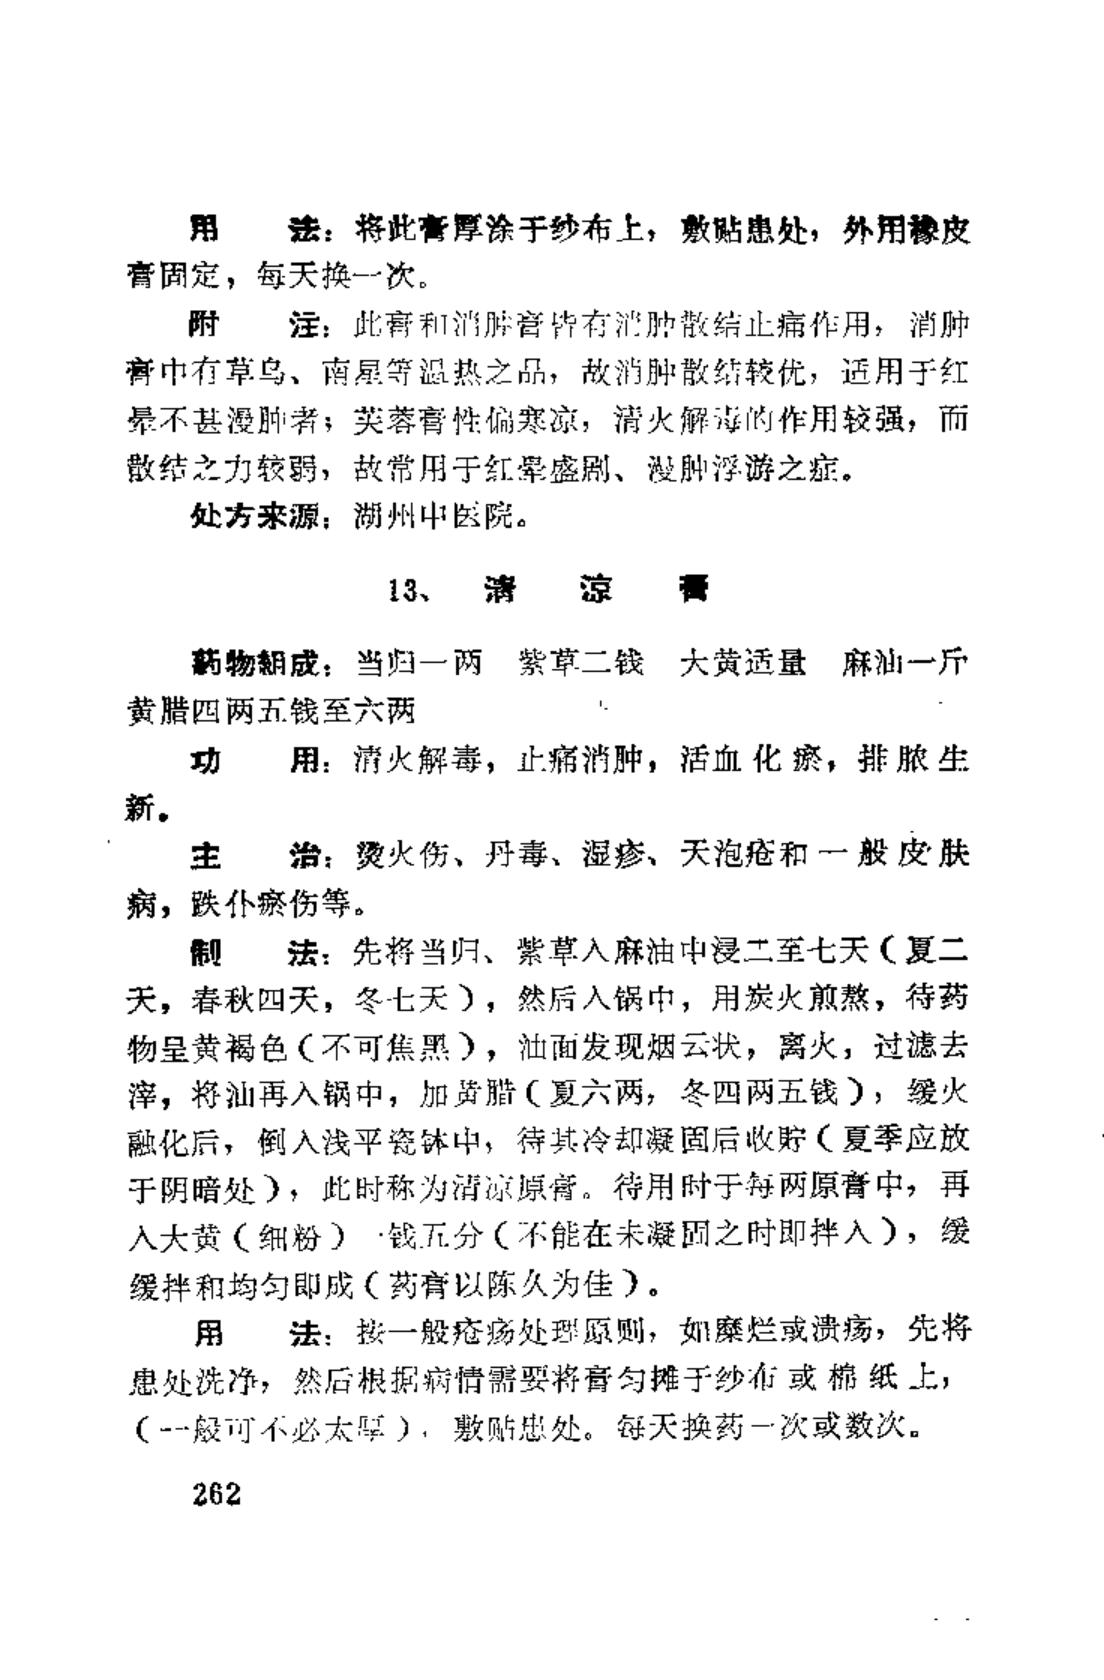 用　　法：将此膏厚涂于纱布上，敷贴患处，外用橡皮
膏固定，每天换一次。
附　　注：此膏和消肿膏皆有消肿散结止痛作用，消肿
膏中有草乌、南星等温热之品，故消肿散结较优，适用于红
晕不甚漫肿者；芙蓉膏性偏寒凉，清火解毒的作用较强，而
散结之力较弱，故常用于红晕盛剧、漫肿浮游之症。
处方来源：湖州中医院。
13、　清　凉　膏
药物组成：当归一两　紫草二钱　大黄适量　麻油一斤
黄腊四两五钱至六两
功　　用：清火解毒，止痛消肿，活血化瘀，排脓生
新。
主　　治：烫火伤、丹毒、湿疹、天泡疮和一般皮肤
病，跌仆瘀伤等。
制　　法：先将当归、紫草入麻油中浸二至七天（夏二
天，春秋四天，冬七天），然后入锅中，用炭火煎熬，待药
物呈黄褐色（不可焦黑），油面发现烟云状，离火，过滤去
滓，将油再入锅中，加黄腊（夏六两，冬四两五钱），缓火
融化后，倒入浅平瓷钵中，待其冷却凝固后收贮（夏季应放
于阴暗处），此时称为清凉原膏。待用时于每两原膏中，再
入大黄（细粉）钱五分（不能在未凝固之时即拌入），缓
缓拌和均匀即成（药膏以陈久为佳）。
用　　法：按一般疮疡处理原则，如糜烂或溃疡，先将
患处洗净，然后根据病情需要将膏匀摊于纱布或棉纸上，
（一般可不必太厚），敷贴患处。每天换药一次或数次。
262